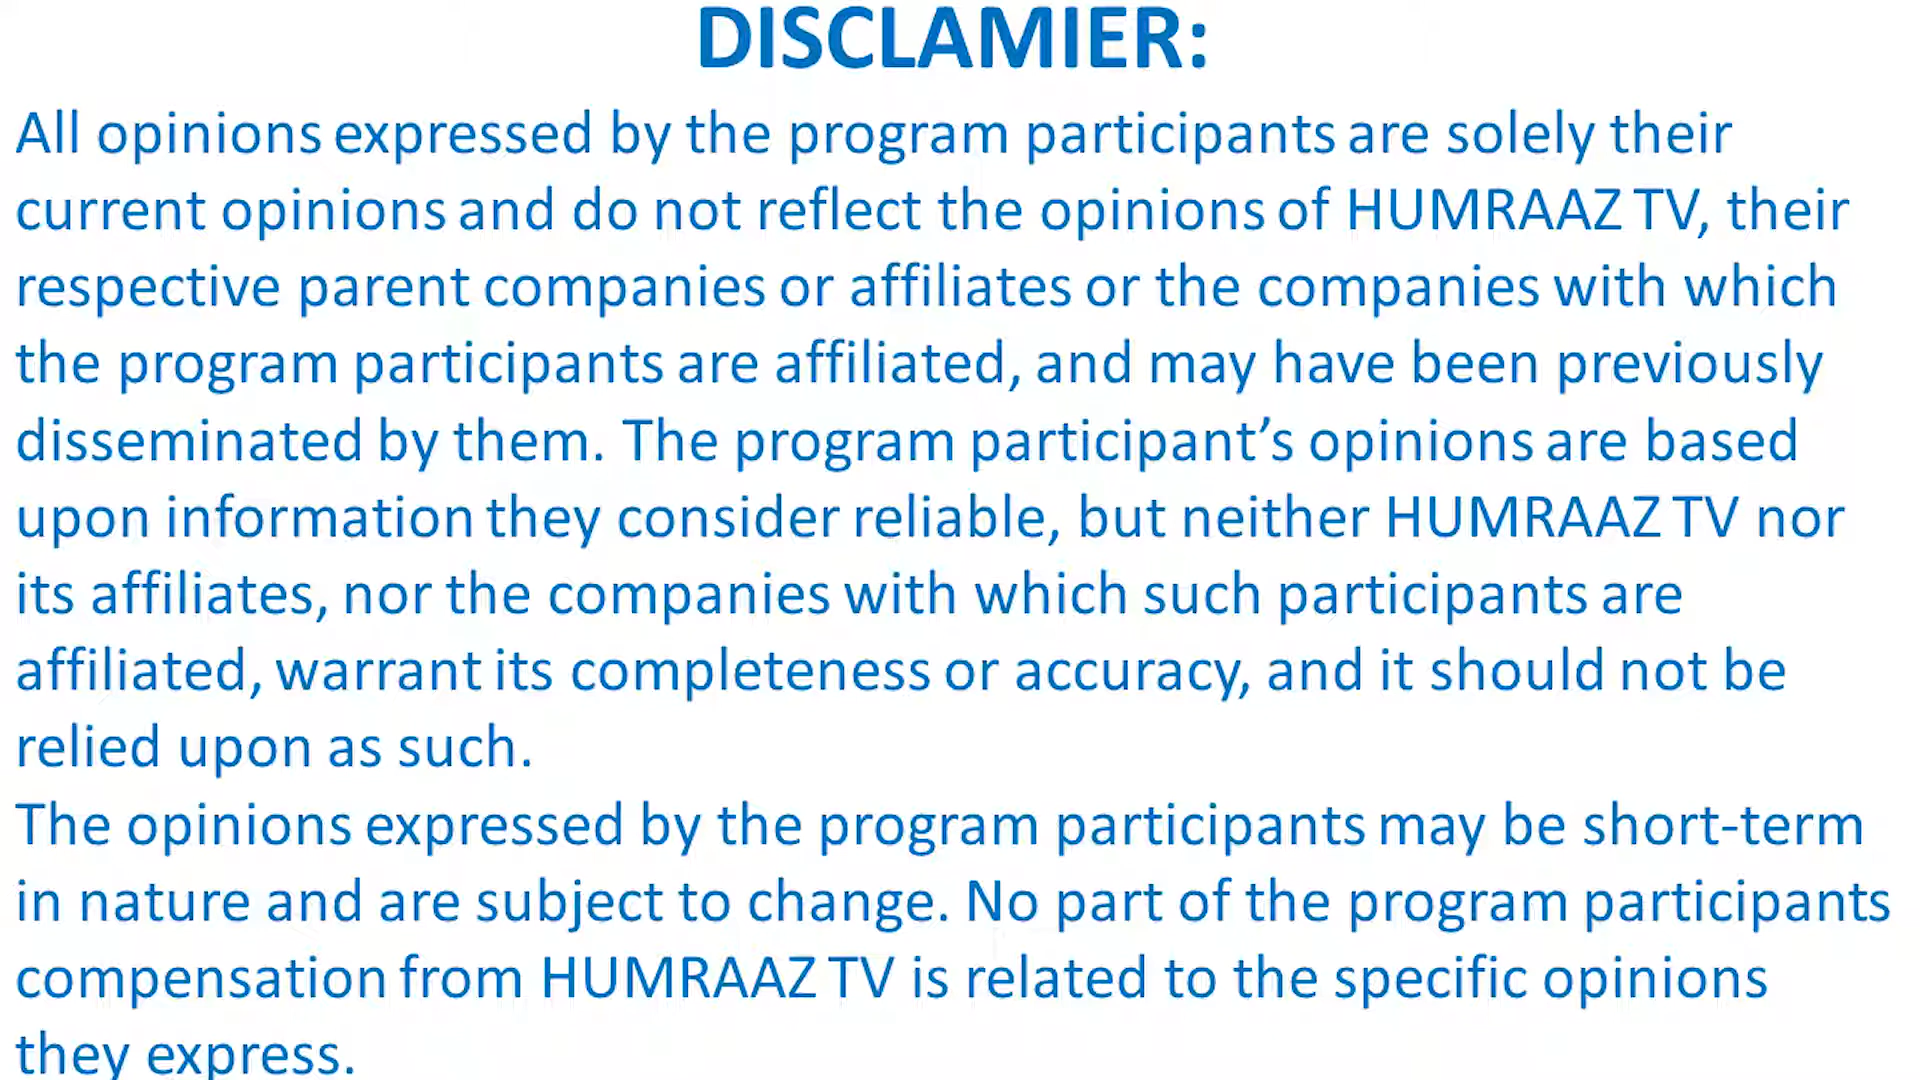 DISCLAMIER:
All opinions expressed by the program participants are solely their
current opinions and do not reflect the opinions of HUMRAAZ TV, their
respective parent companies or affiliates or the companies with which
the program participants are affiliated, and may have been previously
disseminated by them. The program participant’s opinions are based
upon information they consider reliable, but neither HUMRAAZ TV nor
its affiliates, nor the companies with which such participants are
affiliated, warrant its completeness or accuracy, and it should not be
relied upon as such.
The opinions expressed by the program participants may be short-term
in nature and are subject to change. No part of the program participants
compensation from HUMRAAZ TV is related to the specific opinions
they express.